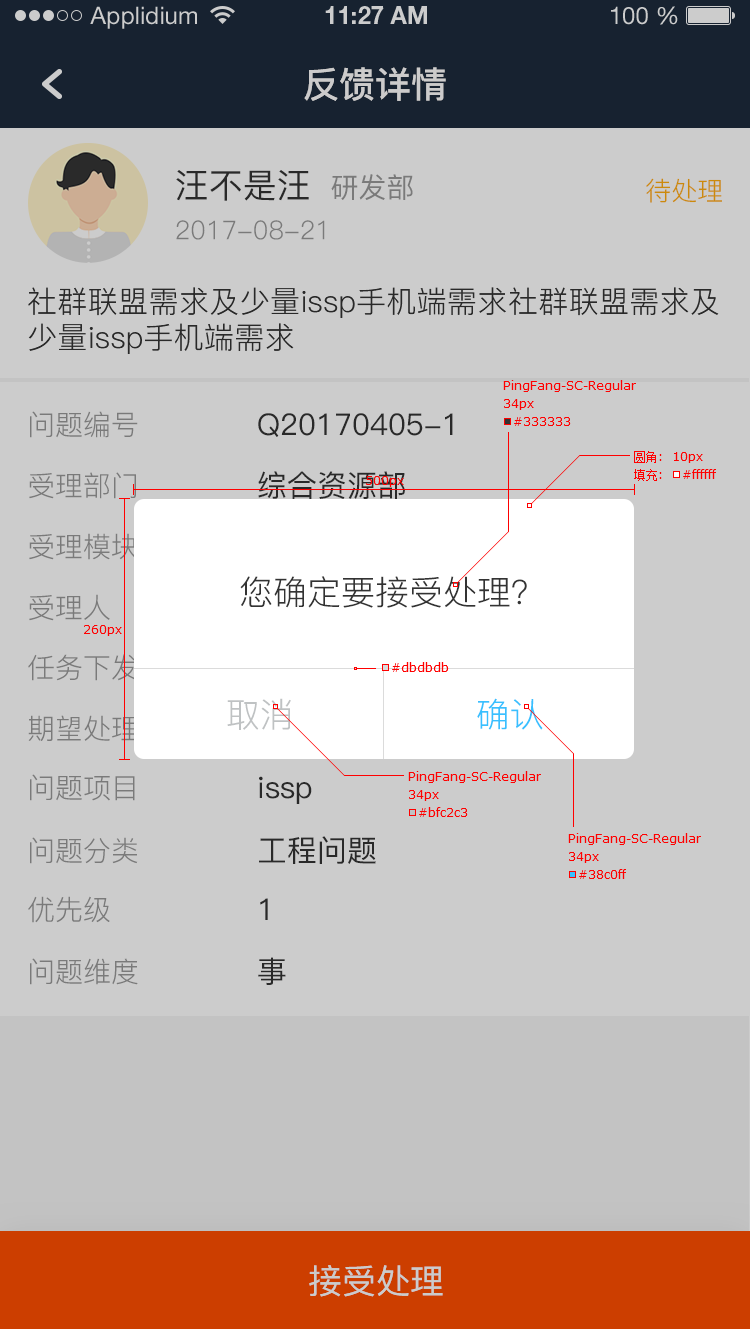 Applidium 11:27 AM 100 %
反馈详情
汪不是汪 研发部
待处理
2017-08-21
社群联盟需求及少量issp手机端需求社群联盟需求及
少量issp手机端需求
PingFang-SC-Regular
34px
#333333
问题编号 Q20170405-1
圆角： 10px
填充： #ffffff
受理部门 综合资源部
500px
受理模块
您确定要接受处理?
受理人
260px
任务下发
#dbdbdb
期望处理
取消 确认
问题项目 issp
PingFang-SC-Regular
34px
#bfc2c3
PingFang-SC-Regular
34px
#38c0ff
问题分类 工程问题
优先级 1
问题维度 事
接受处理